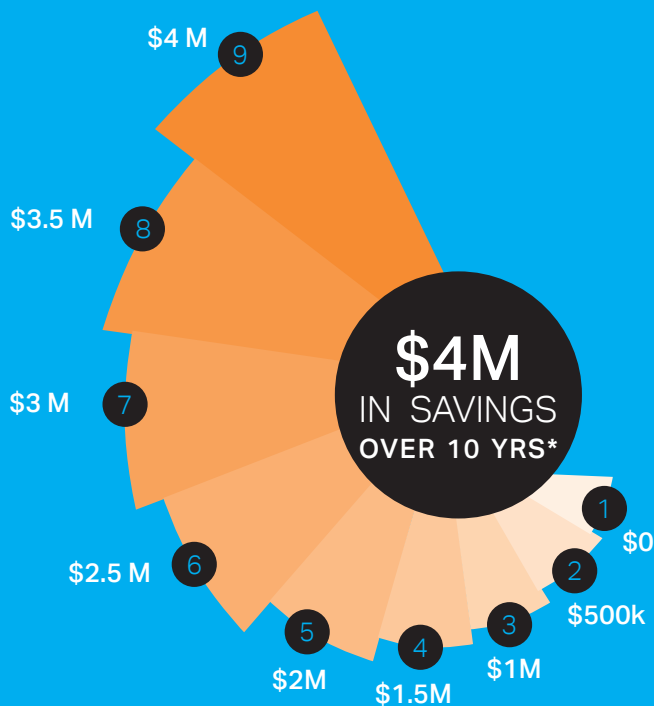 $4 M
9
$3.5 M
8
$4M
IN SAVINGS
OVER 10 YRS*
$3 M
7
1
$0
$2.5 M
6
2
$500k
5
$2M
4
$1.5M
3
$1M